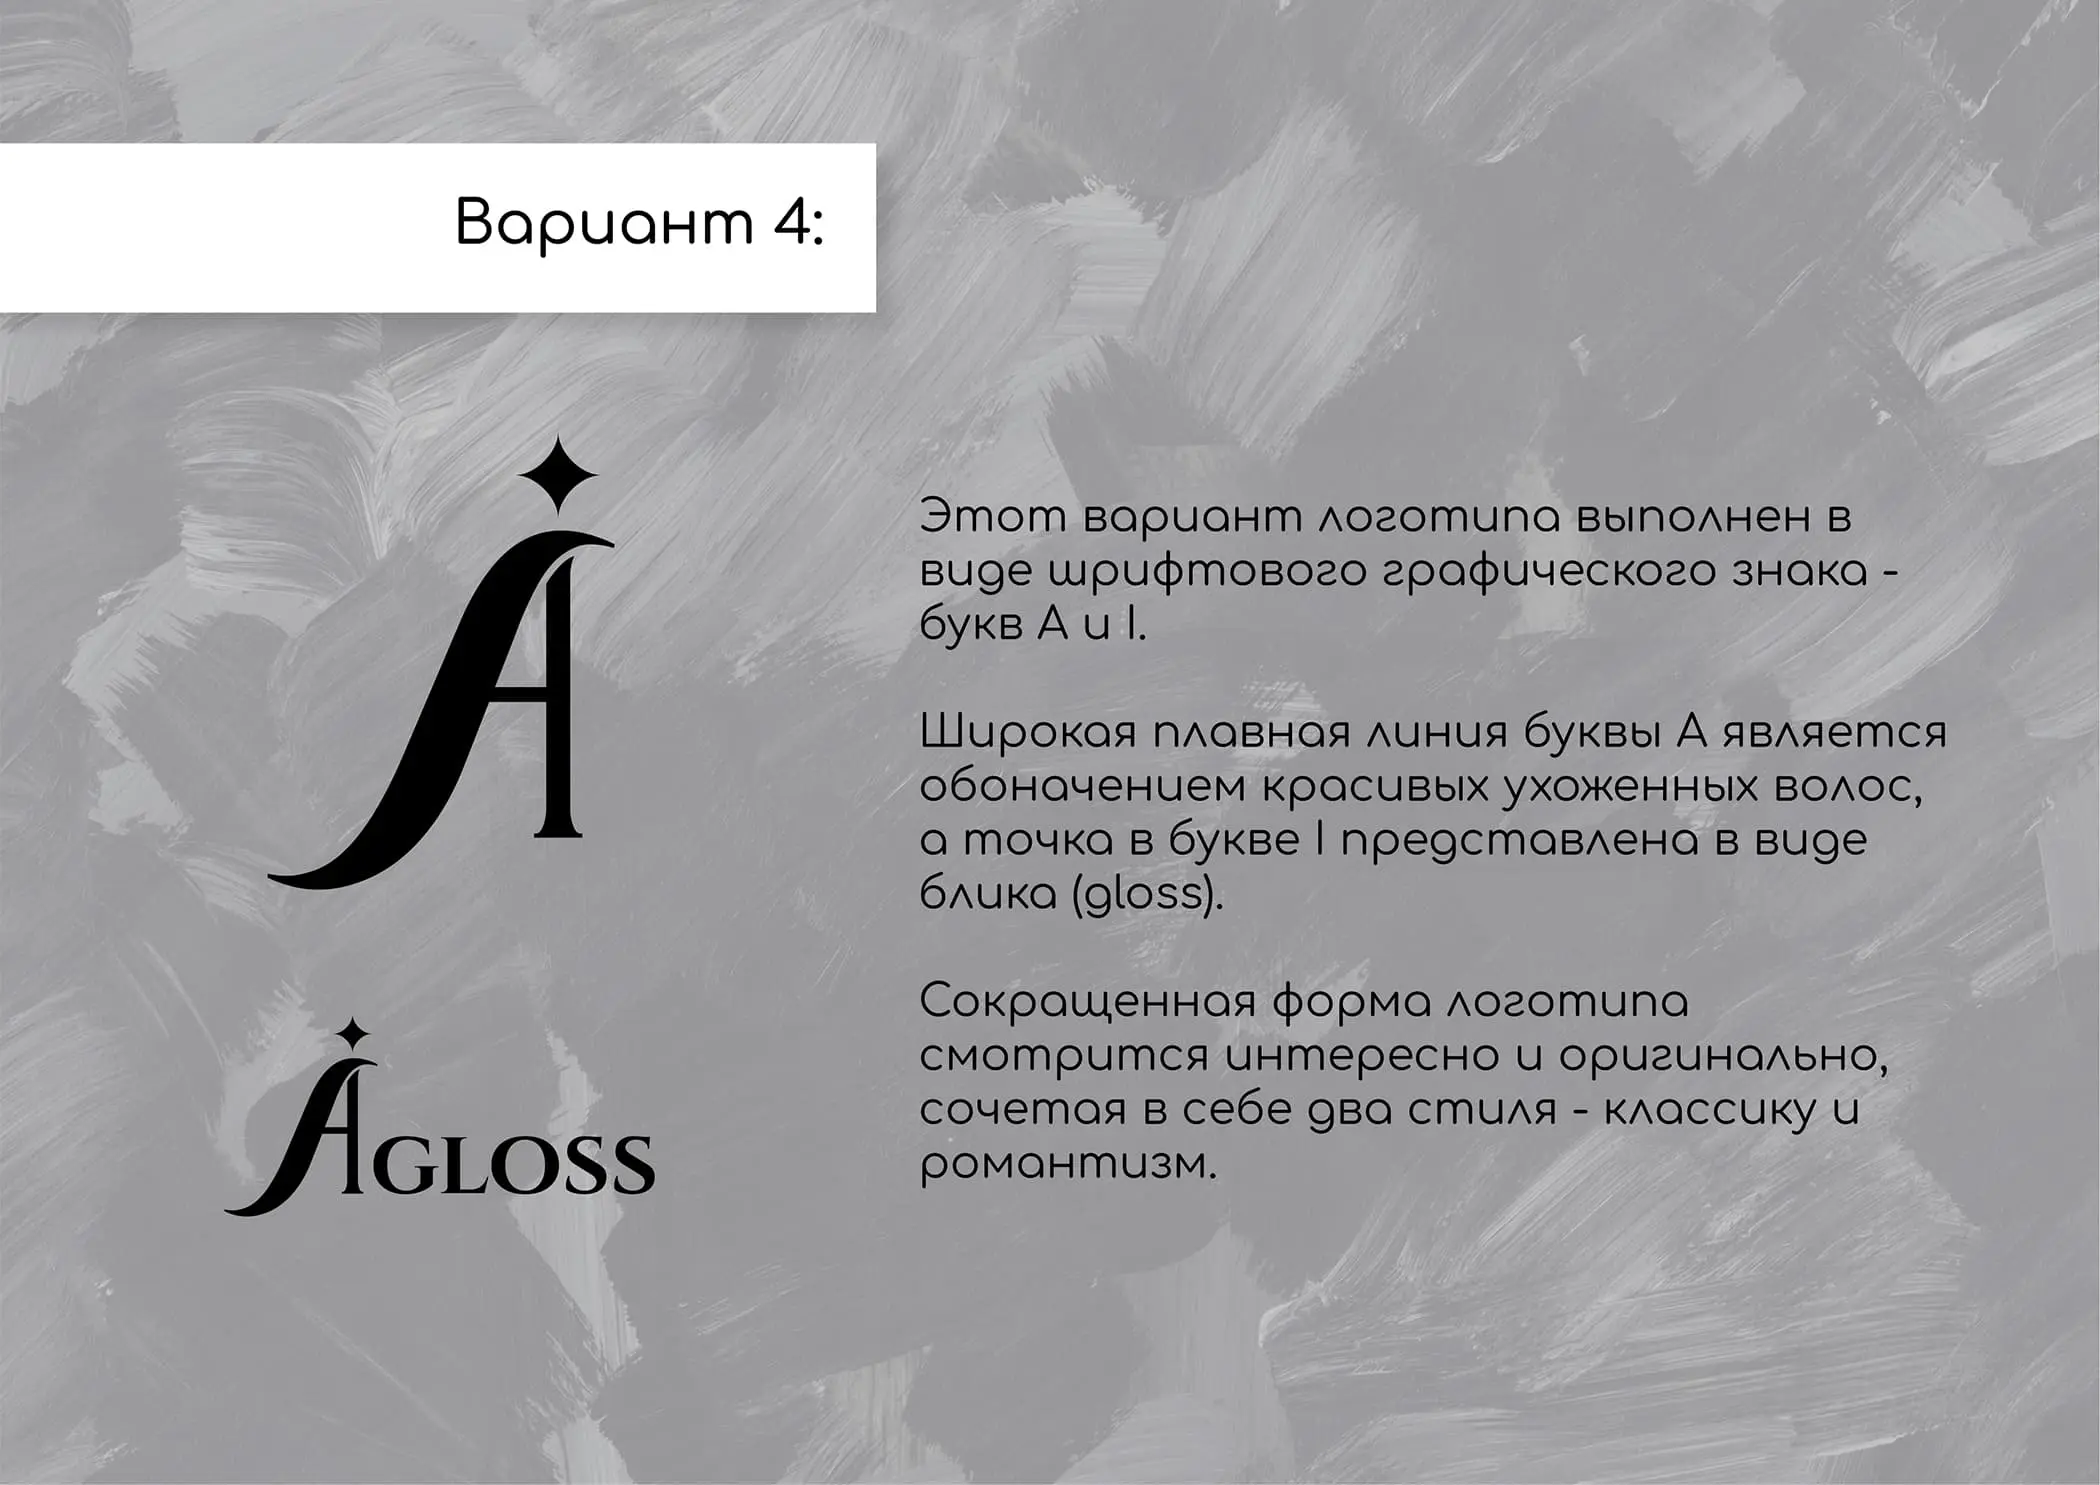 Вариант 4:
Этот вариант логотипа выполнен в
виде шрифтового графического знака -
букв А и I.
Широкая плавная линия буквы А является
обоначением красивых ухоженных волос,
а точка в букве I представлена в виде
блика (gloss).
Сокращенная форма логотипа
смотрится интересно и оригинально,
сочетая в себе два стиля - классику и
романтизм.
A
AGLOSS